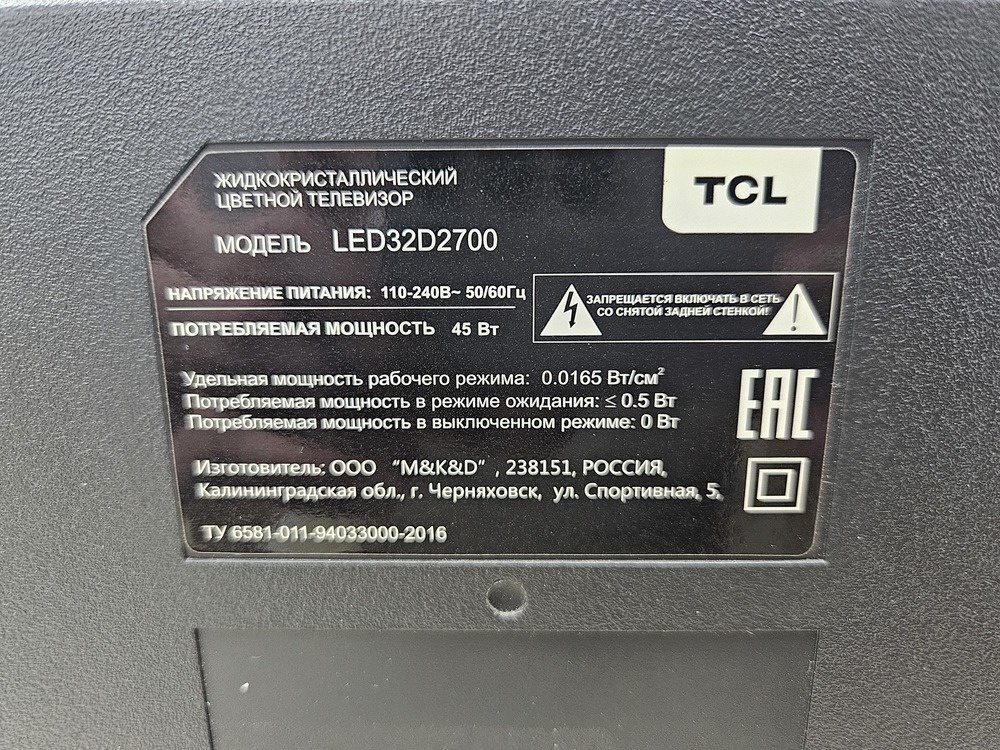 ЖИДКОКРИСТАЛЛИЧЕСКИЙ
ЦВЕТНОЙ ТЕЛЕВИЗОР
TCL
МОДЕЛЬ LED32D2700
НАПРЯЖЕНИЕ ПИТАНИЯ: 110-240В~ 50/60Гц
ПОТРЕБЛЯЕМАЯ МОЩНОСТЬ 45 Вт
ЗАПРЕЩАЕТСЯ ВКЛЮЧАТЬ В СЕТЬ
СО СНЯТОЙ ЗАДНЕЙ СТЕНКОЙ!
Удельная мощность рабочего режима: 0.0165 Вт/см²
Потребляемая мощность в режиме ожидания: ≤ 0.5 Вт
Потребляемая мощность в выключенном режиме: 0 Вт
EAC
Изготовитель: ООО “M&K&D” , 238151, РОССИЯ,
Калининградская обл., г. Черняховск, ул. Спортивная, 5.
ТУ 6581-011-94033000-2016